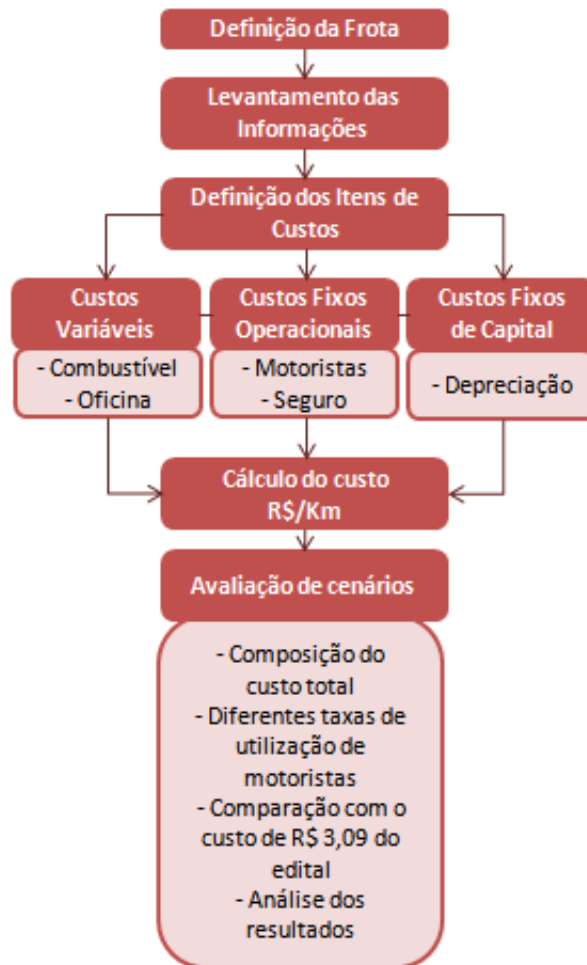 Definição da Frota
Levantamento das
Informações
Definição dos Itens de
Custos
Custos
Variáveis
- Combustível
- Oficina
Custos Fixos
Operacionais
- Motoristas
- Seguro
Custos Fixos
de Capital
- Depreciação
Cálculo do custo
R$/Km
Avaliação de cenários
- Composição do
custo total
- Diferentes taxas de
utilização de
motoristas
- Comparação com o
custo de R$ 3,09 do
edital
- Análise dos
resultados